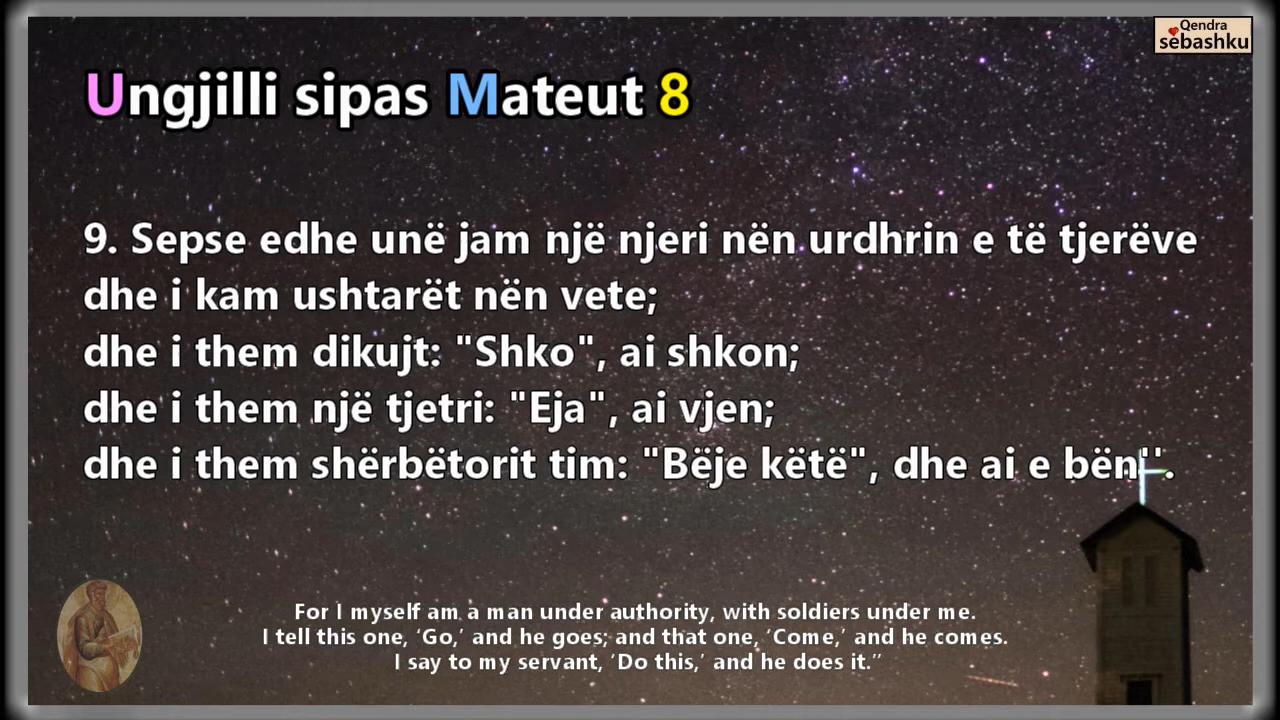 Qendra
sëbashku
Ungjilli sipas Mateut 8
9. Sepse edhe unë jam një njeri nën urdhrin e të tjerëve
dhe i kam ushtarët nën vete;
dhe i them dikujt: "Shko", ai shkon;
dhe i them një tjetri: "Eja", ai vjen;
dhe i them shërbëtorit tim: "Bëje këtë", dhe ai e bën''.
For I myself am a man under authority, with soldiers under me.
I tell this one, ‘Go,’ and he goes; and that one, ‘Come,’ and he comes.
I say to my servant, ‘Do this,’ and he does it.”